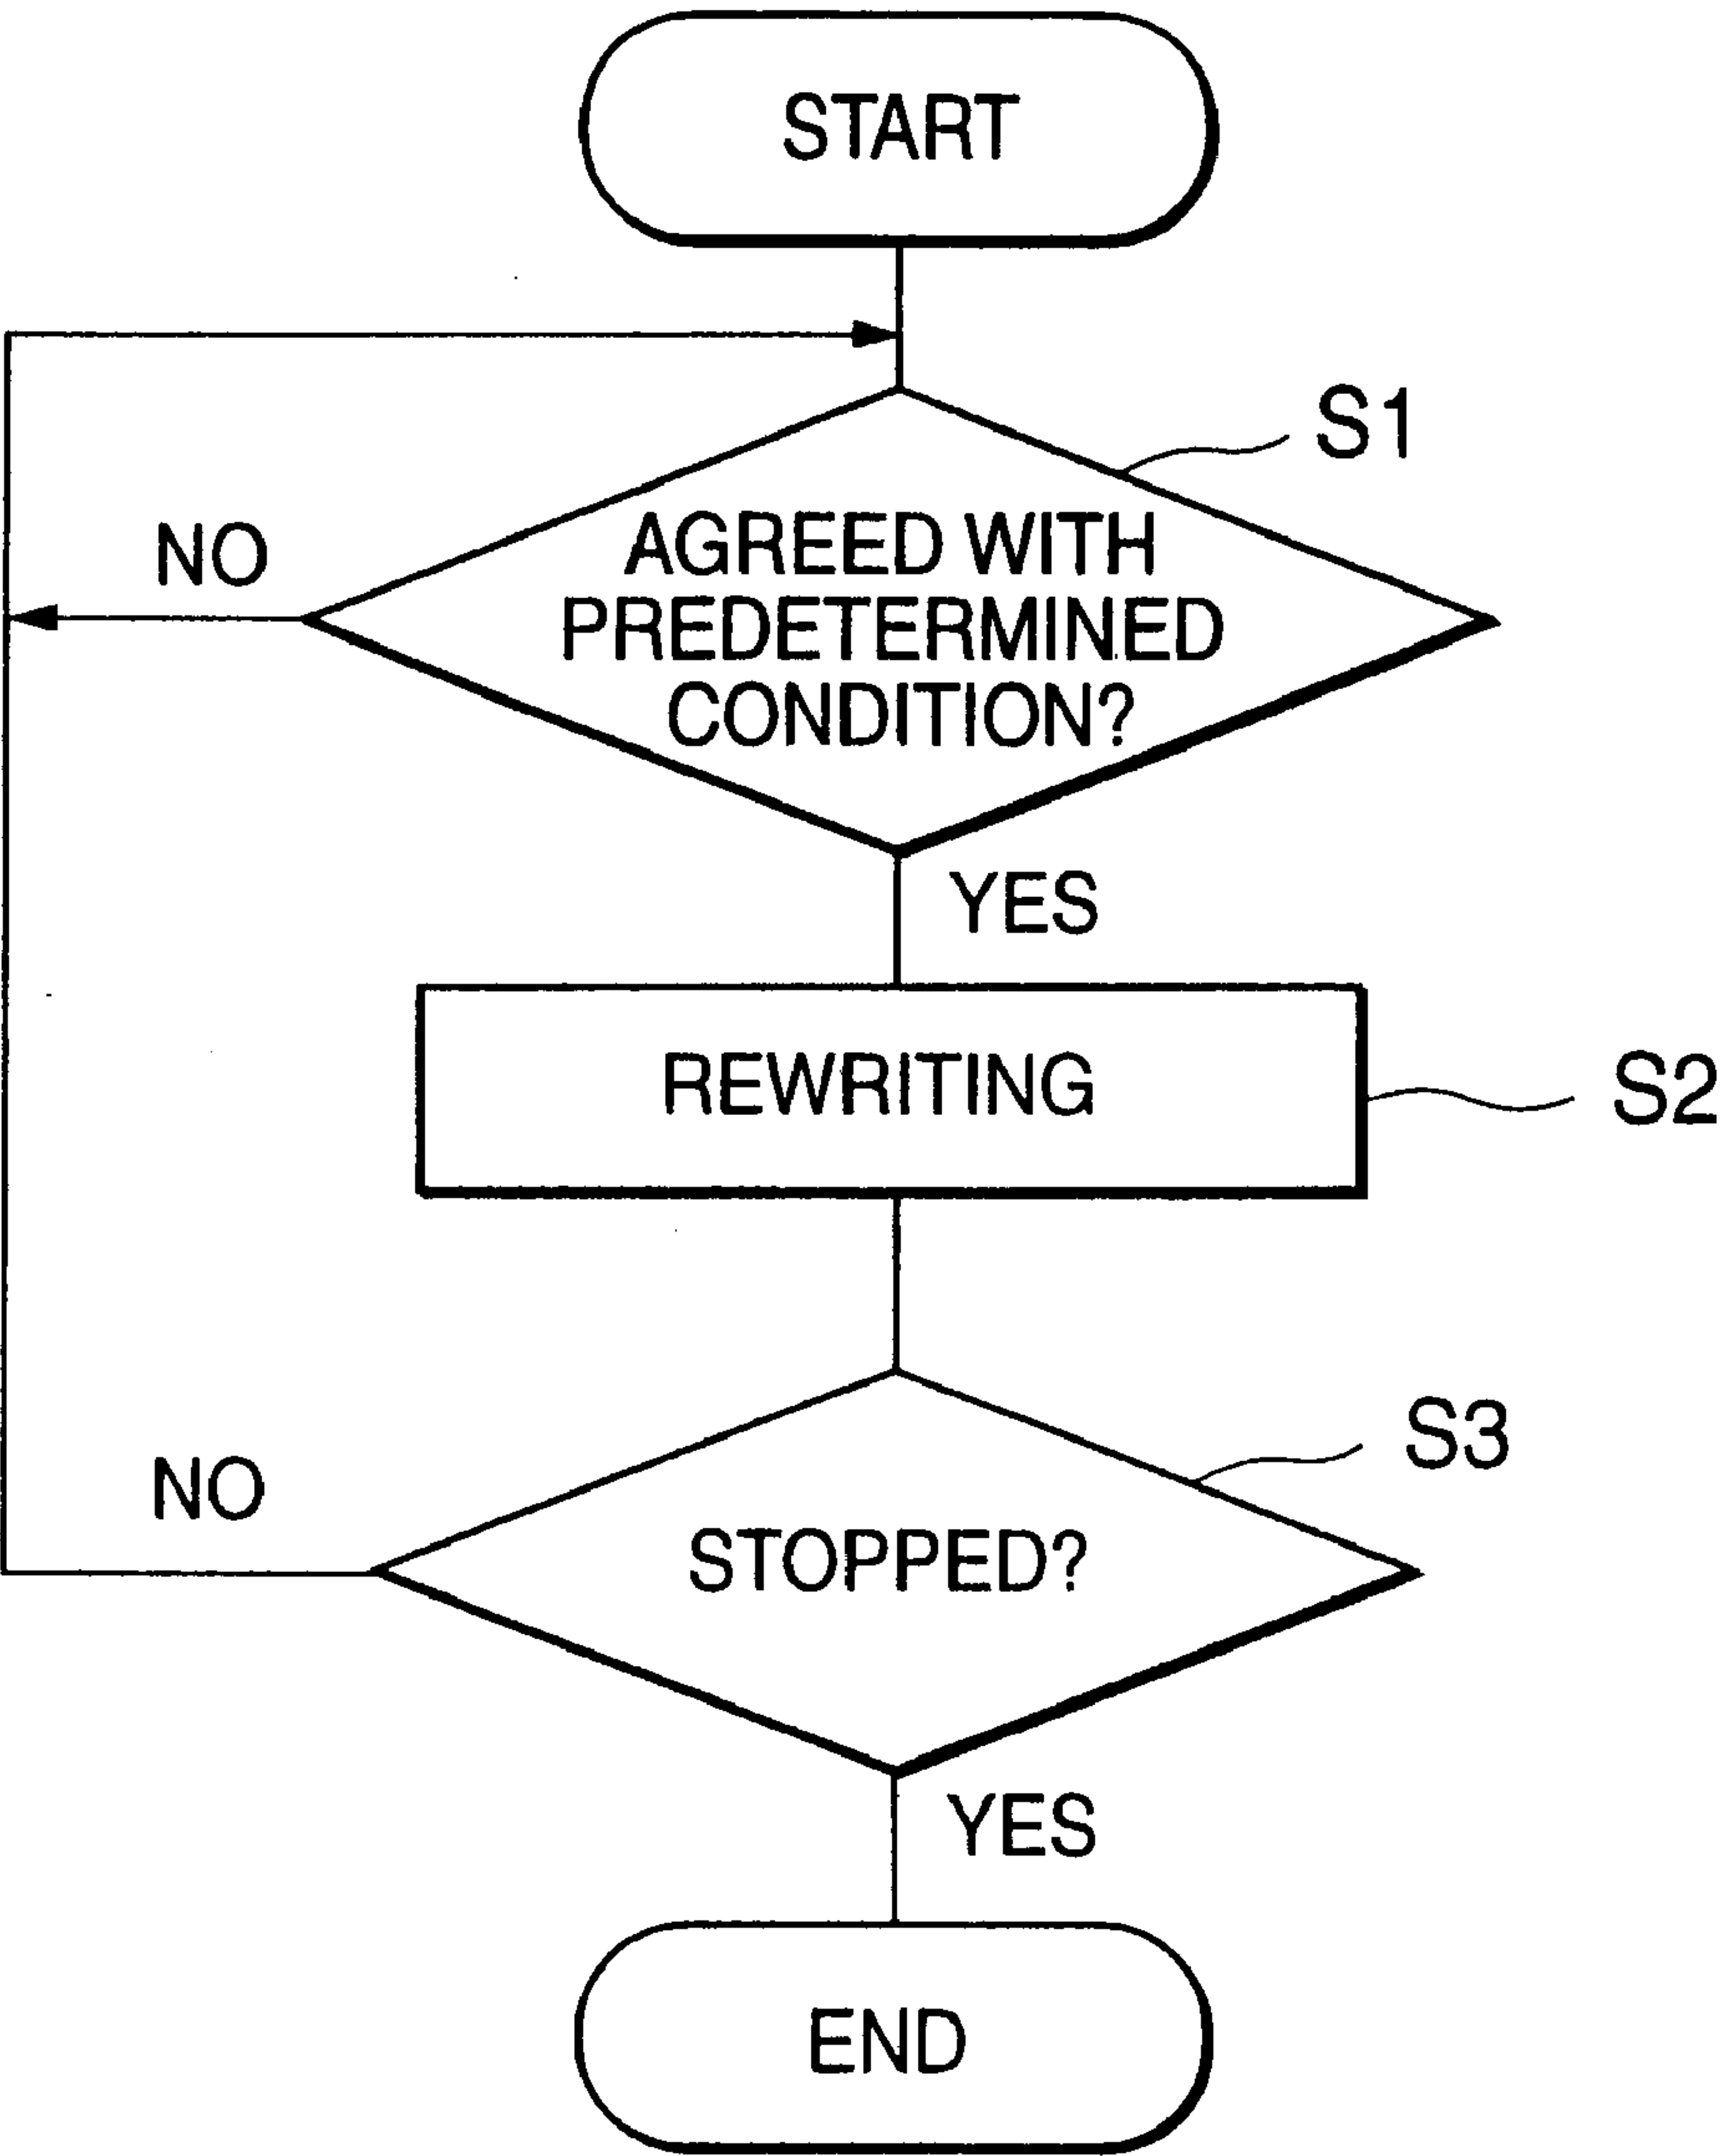 START
S1
NO
AGREED WITH
PREDETERMINED
CONDITION?
YES
REWRITING
S2
S3
NO
STOPPED?
YES
END